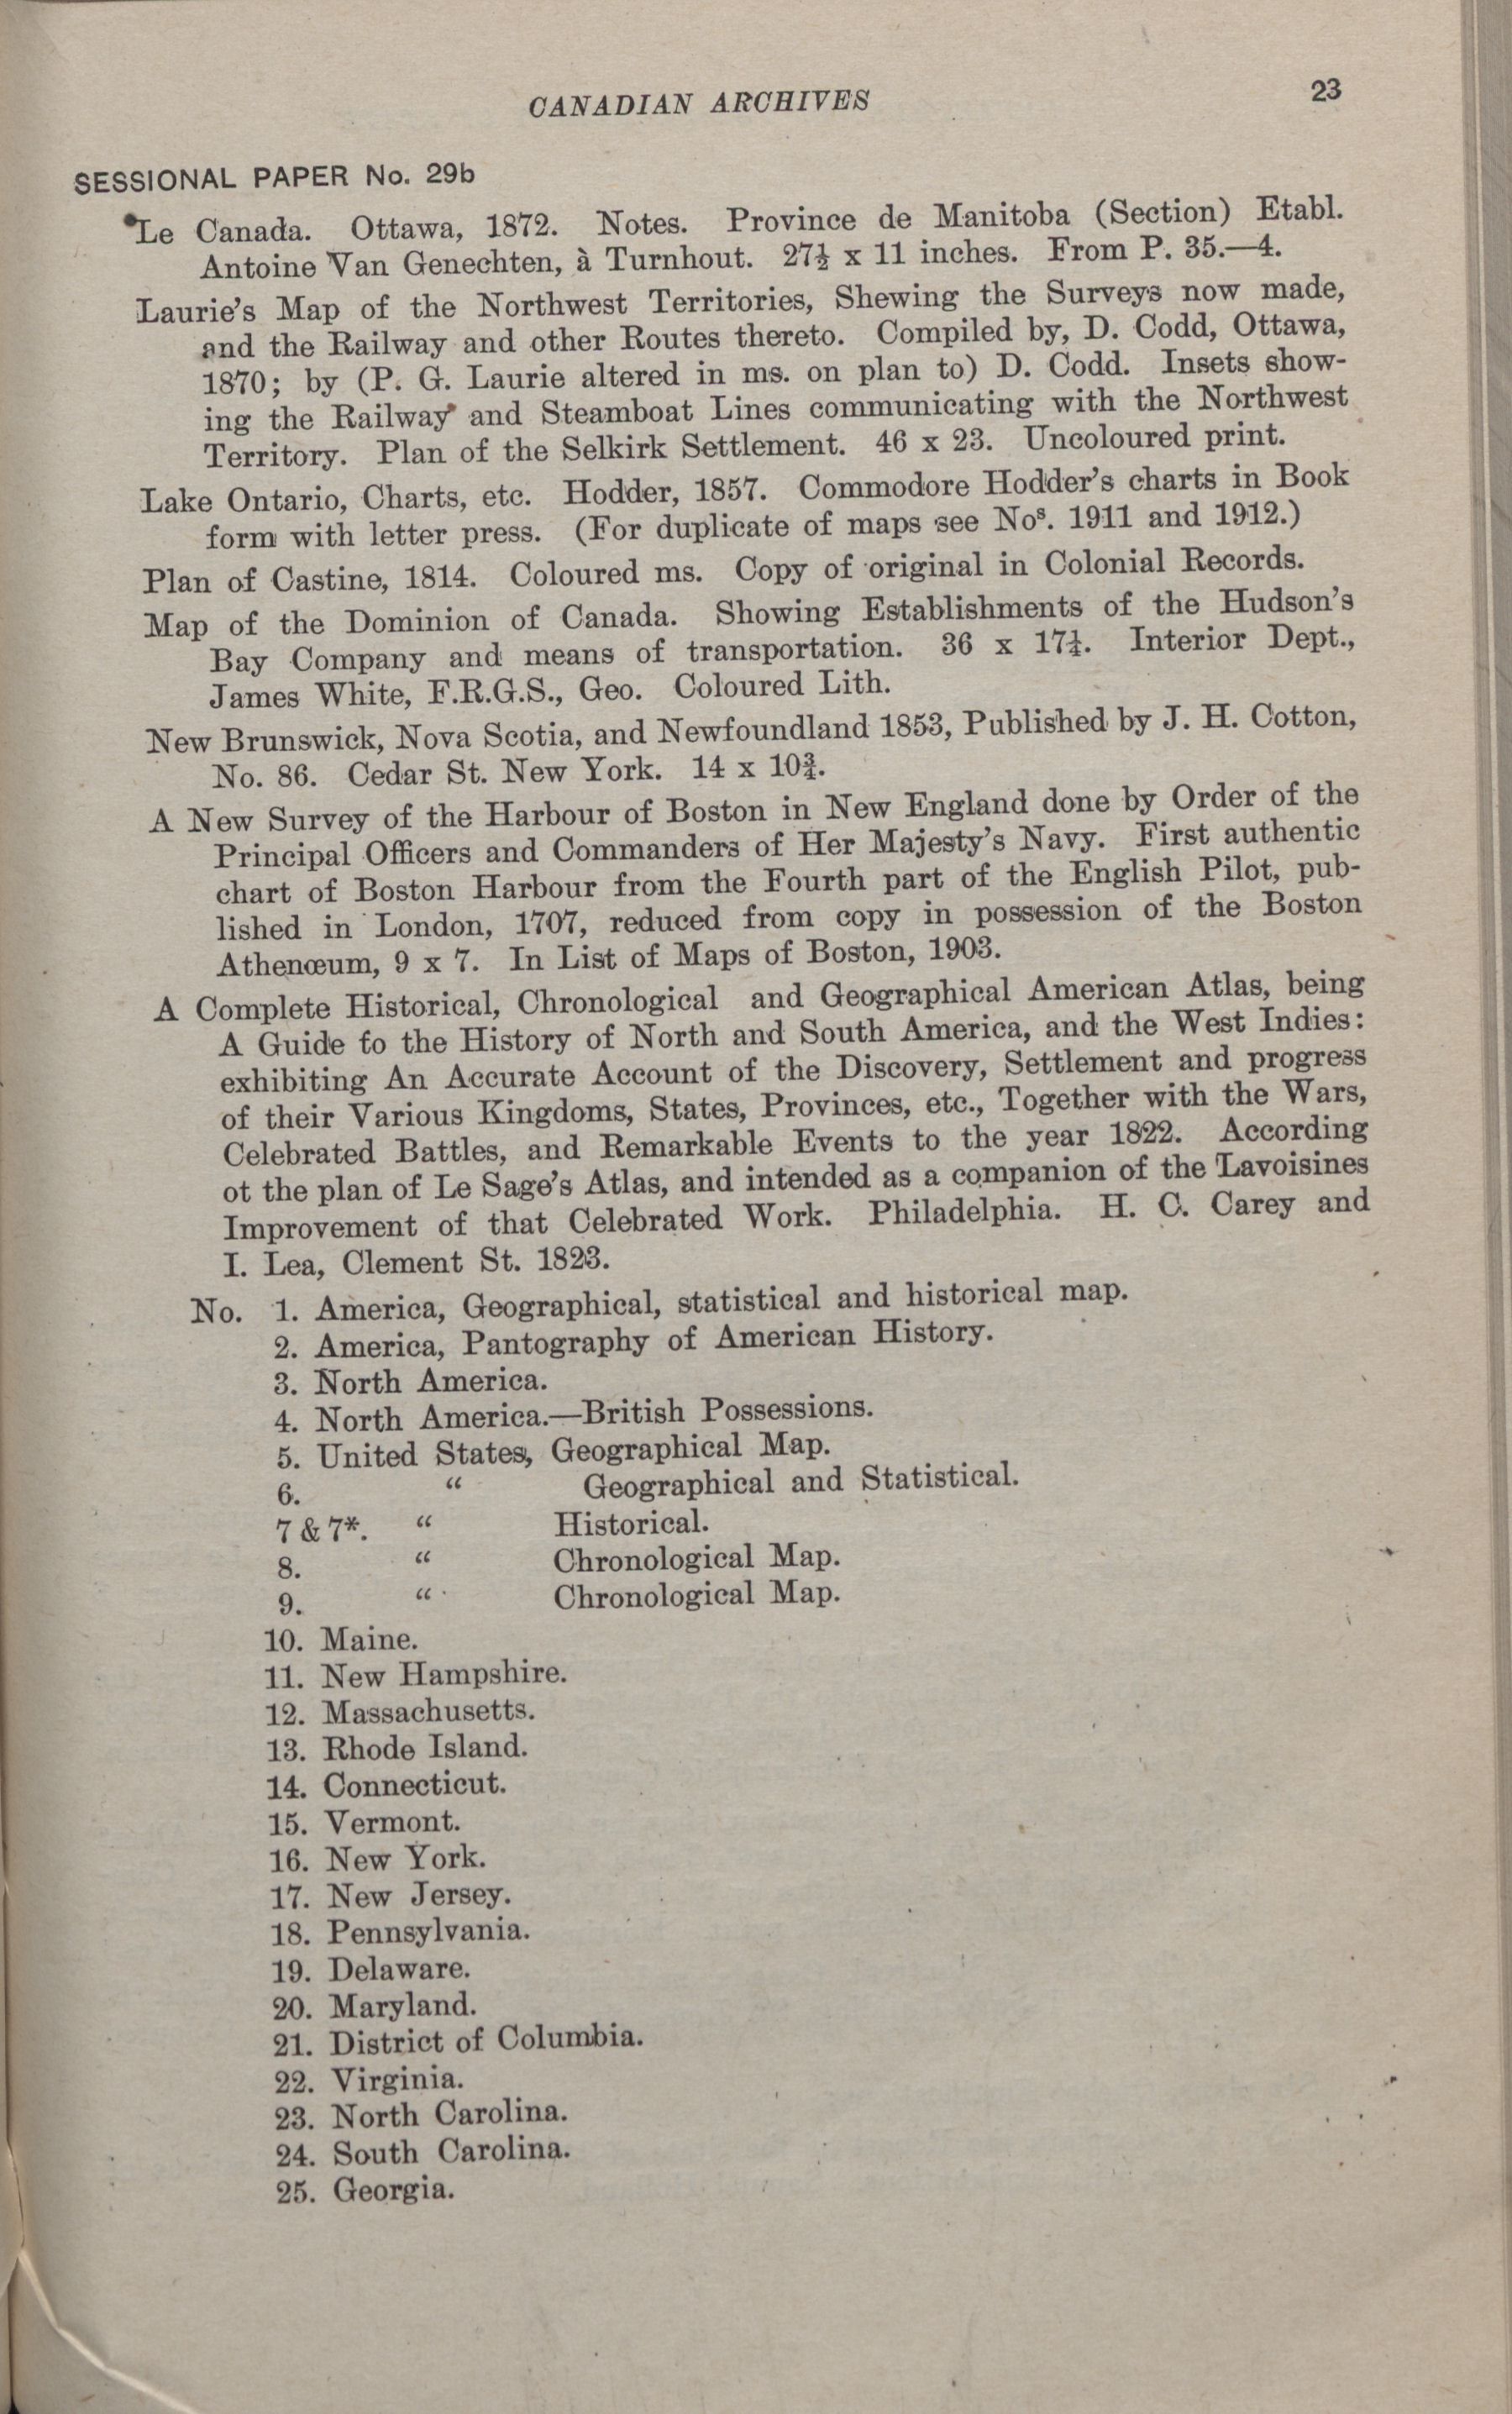 CANADIAN ARCHIVES 23
SESSIONAL PAPER No. 29b
Le Canada. Ottawa, 1872. Notes. Province de Manitoba (Section) Etabl.
Antoine Van Genechten, à Turnhout. 27½ x 11 inches. From P. 35.—4.
Laurie's Map of the Northwest Territories, Shewing the Surveys now made,
and the Railway and other Routes thereto. Compiled by, D. Codd, Ottawa,
1870; by (P. G. Laurie altered in ms. on plan to) D. Codd. Insets show-
ing the Railway and Steamboat Lines communicating with the Northwest
Territory. Plan of the Selkirk Settlement. 46 x 23. Uncoloured print.
Lake Ontario, Charts, etc. Hodder, 1857. Commodore Hodder's charts in Book
form with letter press. (For duplicate of maps see Noˢ. 1911 and 1912.)
Plan of Castine, 1814. Coloured ms. Copy of original in Colonial Records.
Map of the Dominion of Canada. Showing Establishments of the Hudson's
Bay Company and means of transportation. 36 x 17¼. Interior Dept.,
James White, F.R.G.S., Geo. Coloured Lith.
New Brunswick, Nova Scotia, and Newfoundland 1853, Published by J. H. Cotton,
No. 86. Cedar St. New York. 14 x 10¾.
A New Survey of the Harbour of Boston in New England done by Order of the
Principal Officers and Commanders of Her Majesty's Navy. First authentic
chart of Boston Harbour from the Fourth part of the English Pilot, pub-
lished in London, 1707, reduced from copy in possession of the Boston
Athenœum, 9 x 7. In List of Maps of Boston, 1903.
A Complete Historical, Chronological and Geographical American Atlas, being
A Guide to the History of North and South America, and the West Indies:
exhibiting An Accurate Account of the Discovery, Settlement and progress
of their Various Kingdoms, States, Provinces, etc., Together with the Wars,
Celebrated Battles, and Remarkable Events to the year 1822. According
ot the plan of Le Sage's Atlas, and intended as a companion of the Lavoisines
Improvement of that Celebrated Work. Philadelphia. H. C. Carey and
I. Lea, Clement St. 1823.
No. 1. America, Geographical, statistical and historical map.
2. America, Pantography of American History.
3. North America.
4. North America.—British Possessions.
5. United States, Geographical Map.
6. " Geographical and Statistical.
7 & 7*. " Historical.
8. " Chronological Map.
9. " Chronological Map.
10. Maine.
11. New Hampshire.
12. Massachusetts.
13. Rhode Island.
14. Connecticut.
15. Vermont.
16. New York.
17. New Jersey.
18. Pennsylvania.
19. Delaware.
20. Maryland.
21. District of Columbia.
22. Virginia.
23. North Carolina.
24. South Carolina.
25. Georgia.